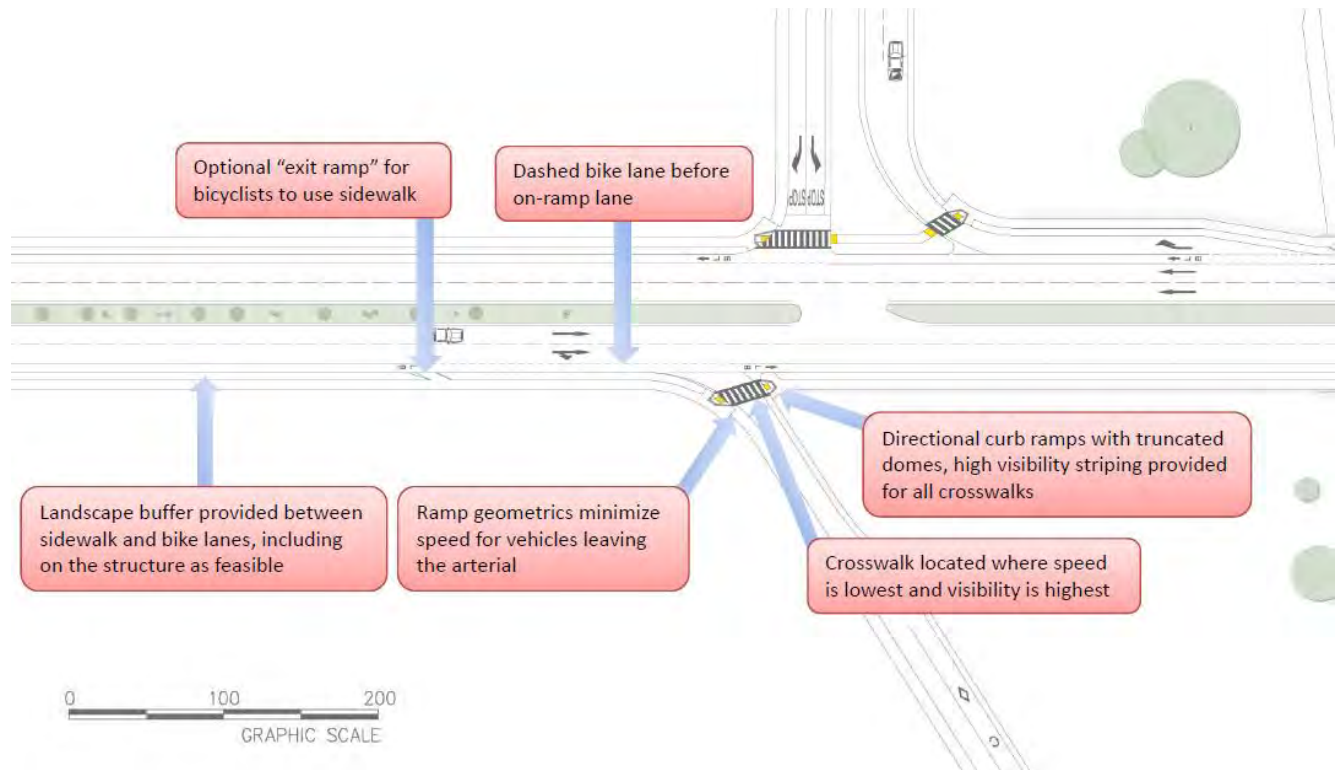 Optional “exit ramp” for
bicyclists to use sidewalk
Dashed bike lane before
on-ramp lane
STOP STOP
Directional curb ramps with truncated
domes, high visibility striping provided
for all crosswalks
Landscape buffer provided between
sidewalk and bike lanes, including
on the structure as feasible
Ramp geometrics minimize
speed for vehicles leaving
the arterial
Crosswalk located where speed
is lowest and visibility is highest
0 100 200
GRAPHIC SCALE